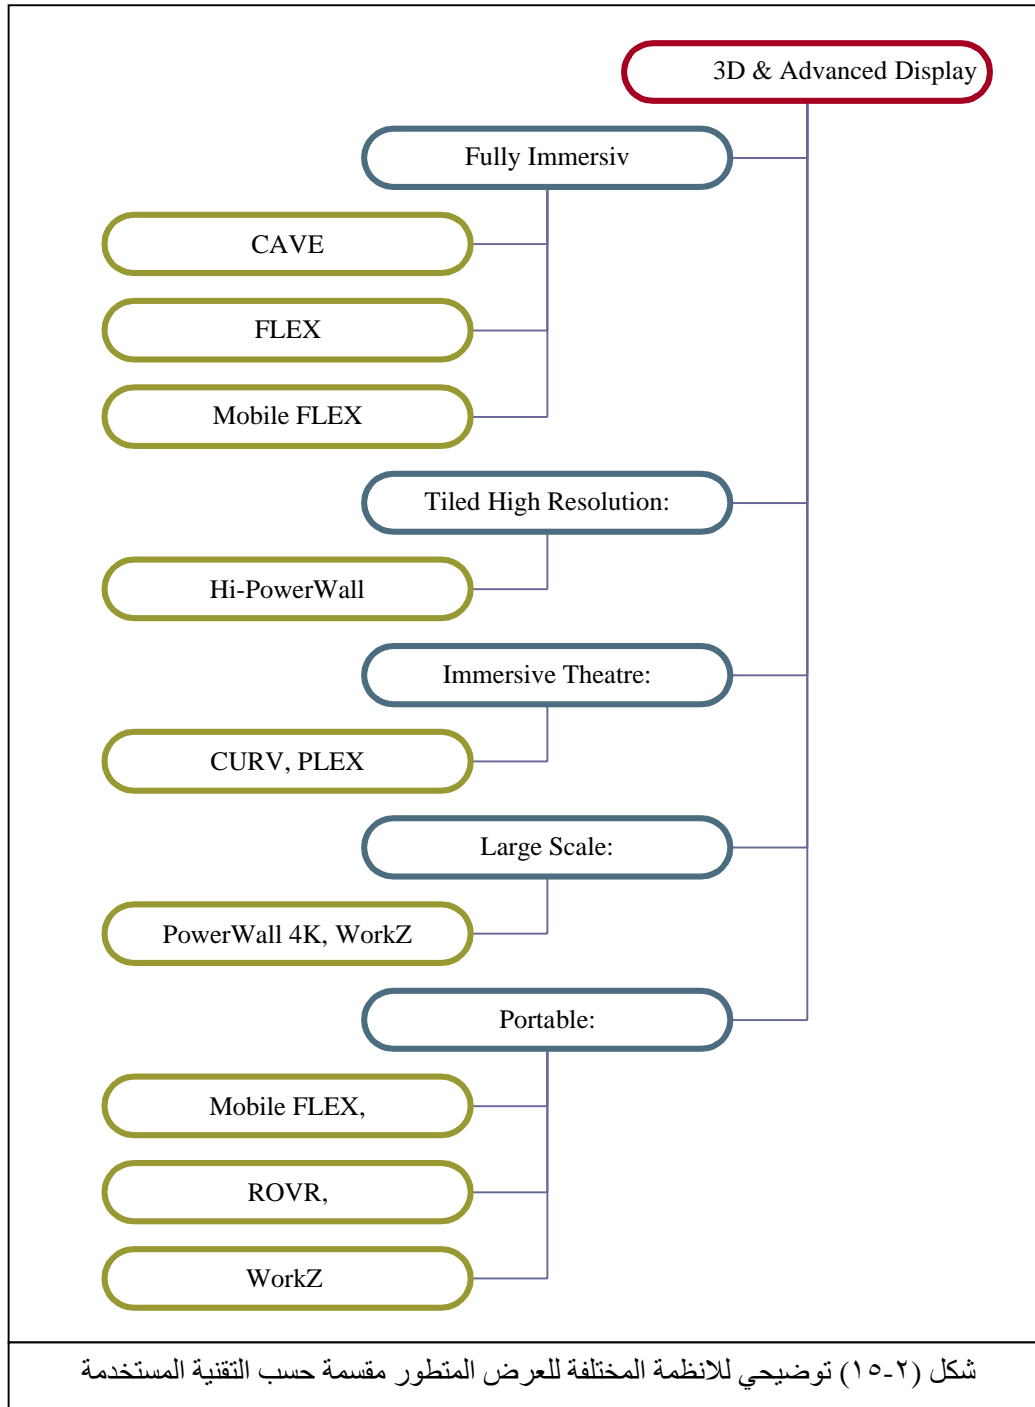 3D & Advanced Display
Fully Immersiv
CAVE
FLEX
Mobile FLEX
Tiled High Resolution:
Hi-PowerWall
Immersive Theatre:
CURV, PLEX
Large Scale:
PowerWall 4K, WorkZ
Portable:
Mobile FLEX,
ROVR,
WorkZ
شكل (٢-١٥) توضيحي للانظمة المختلفة للعرض المتطور مقسمة حسب التقنية المستخدمة